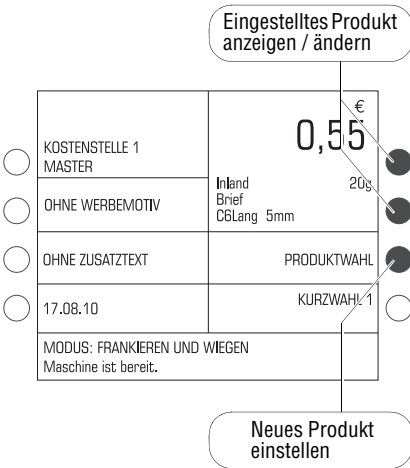 Eingestelltes Produkt
anzeigen / ändern
€
0,55
KOSTENSTELLE 1
MASTER
Inland 20g
Brief
C6Lang 5mm
OHNE WERBEMOTIV
OHNE ZUSATZTEXT
PRODUKTWAHL
17.08.10
KURZWAHL 1
MODUS: FRANKIEREN UND WIEGEN
Maschine ist bereit.
Neues Produkt
einstellen